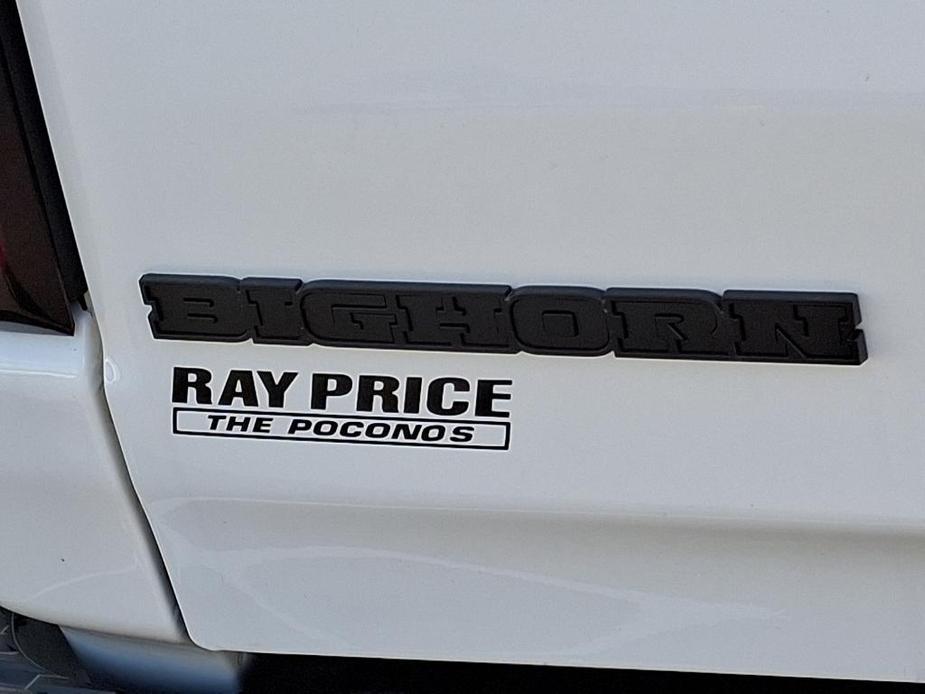 BIGHORN
RAY PRICE
THE POCONOS